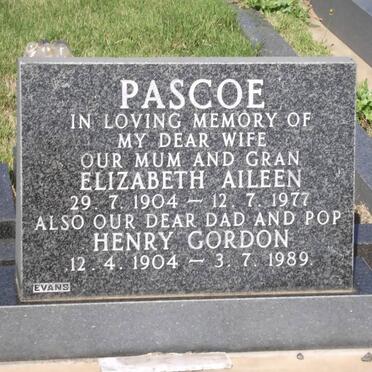 PASCOE
IN LOVING MEMORY OF
MY DEAR WIFE
OUR MUM AND GRAN
ELIZABETH AILEEN
29. 7. 1904 — 12. 7. 1977
ALSO OUR DEAR DAD AND POP
HENRY GORDON
12. 4. 1904 — 3. 7. 1989.
EVANS